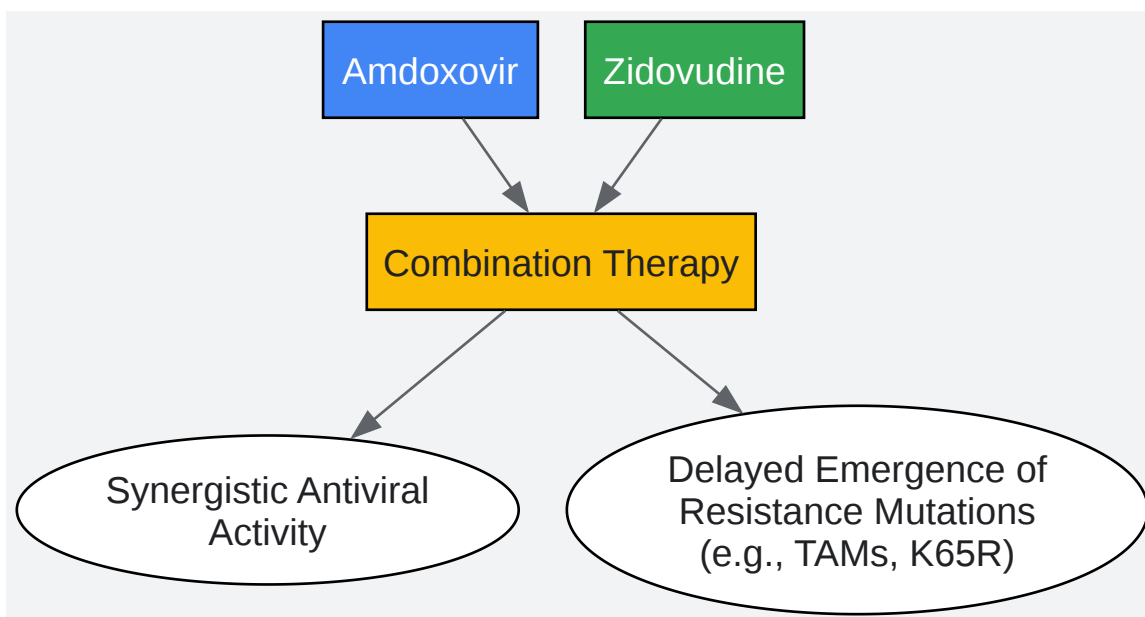 Amdoxovir
Zidovudine
Combination Therapy
Synergistic Antiviral
Activity
Delayed Emergence of
Resistance Mutations
(e.g., TAMs, K65R)